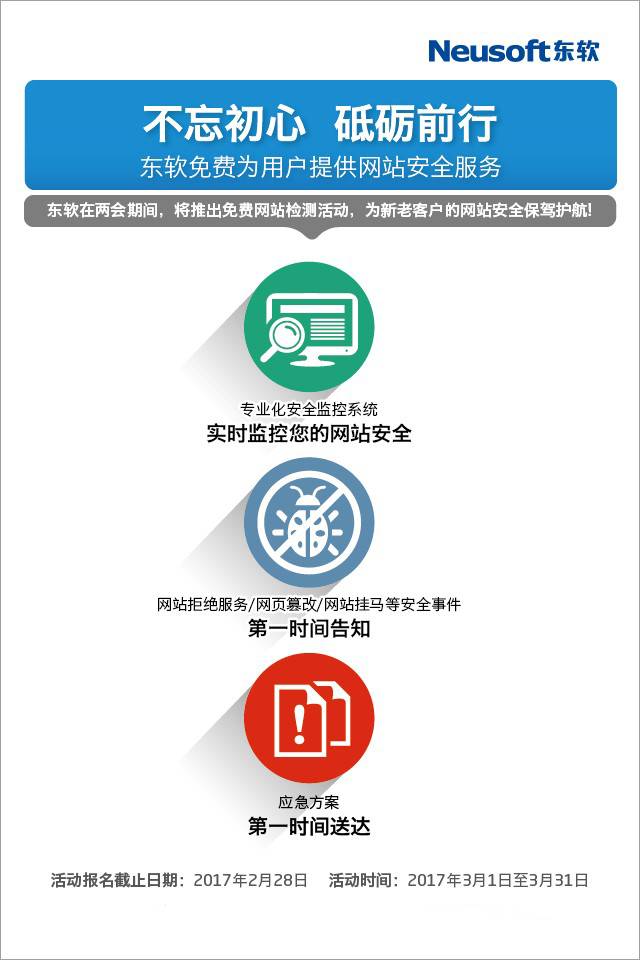 Neusoft东软
不忘初心 砥砺前行
东软免费为用户提供网站安全服务
东软在两会期间，将推出免费网站检测活动，为新老客户的网站安全保驾护航!
专业化安全监控系统
实时监控您的网站安全
网站拒绝服务/网页篡改/网站挂马等安全事件
第一时间告知
应急方案
第一时间送达
活动报名截止日期：2017年2月28日 活动时间：2017年3月1日至3月31日